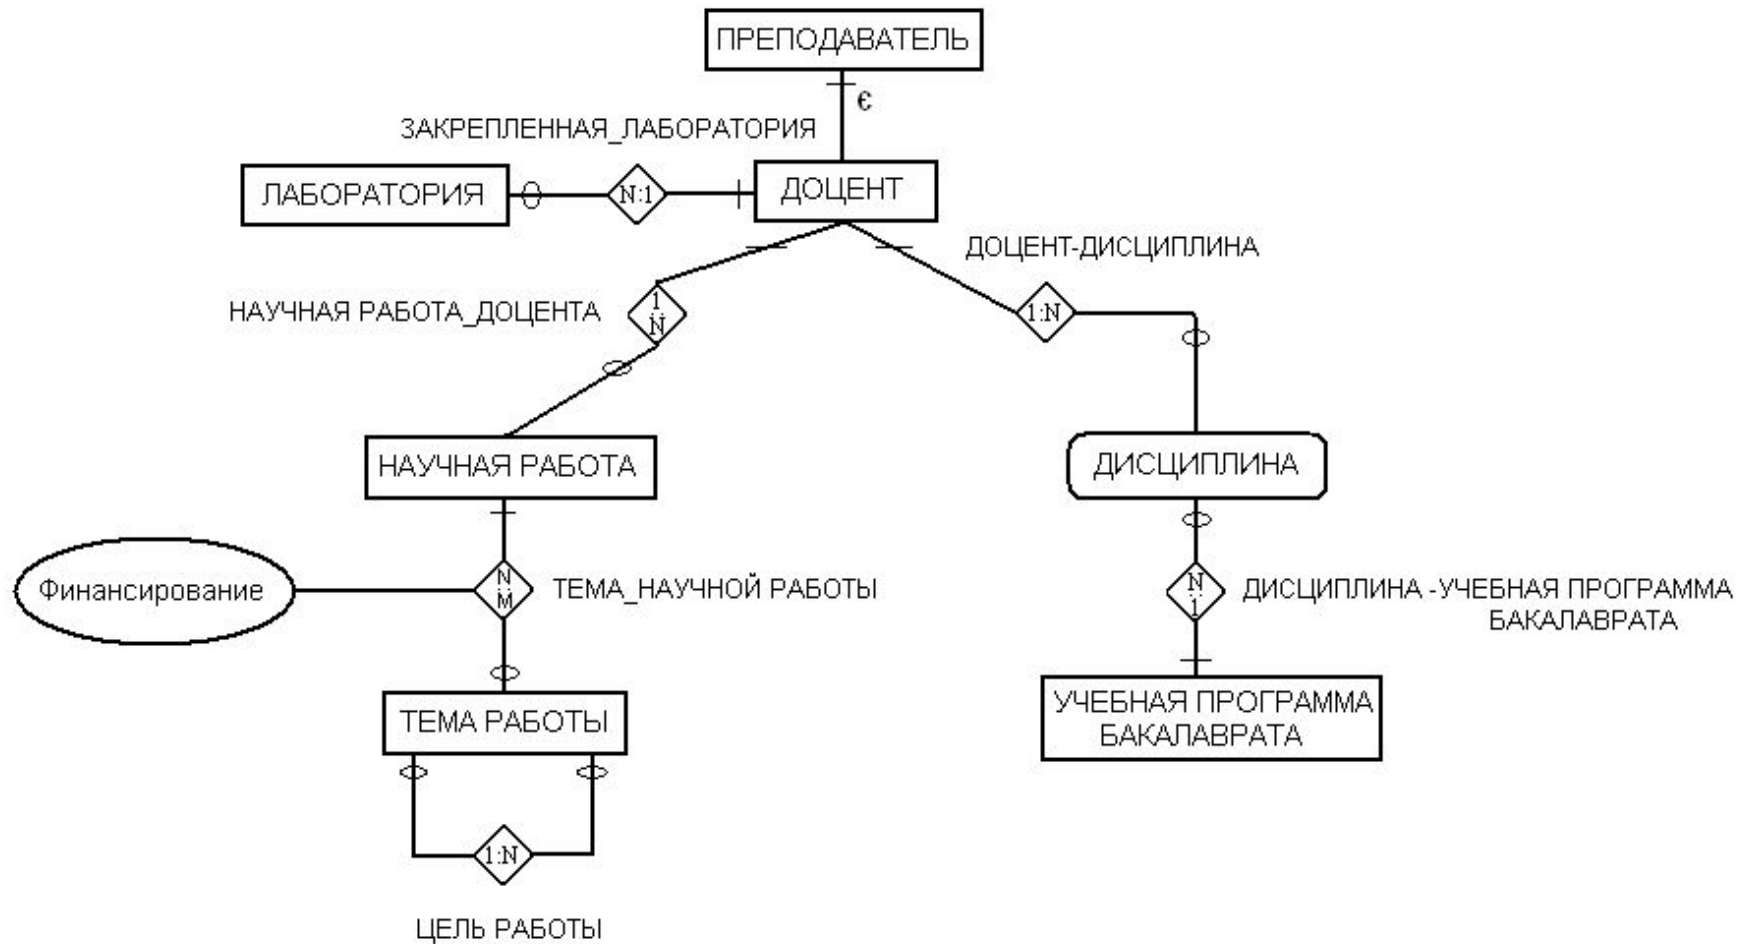 ПРЕПОДАВАТЕЛЬ
Є
ЗАКРЕПЛЕННАЯ_ЛАБОРАТОРИЯ
ЛАБОРАТОРИЯ
N:1
ДОЦЕНТ
ДОЦЕНТ-ДИСЦИПЛИНА
НАУЧНАЯ РАБОТА_ДОЦЕНТА
1:N
1:N
НАУЧНАЯ РАБОТА
ДИСЦИПЛИНА
Финансирование
N:M
ТЕМА_НАУЧНОЙ РАБОТЫ
N:1
ДИСЦИПЛИНА -УЧЕБНАЯ ПРОГРАММА
БАКАЛАВРАТА
ТЕМА РАБОТЫ
УЧЕБНАЯ ПРОГРАММА
БАКАЛАВРАТА
1:N
ЦЕЛЬ РАБОТЫ